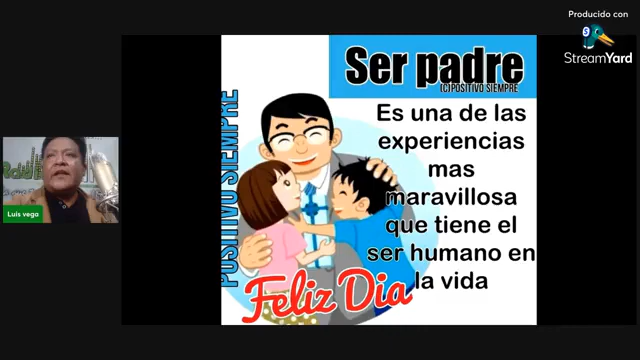 Producido con
StreamYard
Ser padre
(C)POSITIVO SIEMPRE
POSITIVO SIEMPRE
Es una de las
experiencias
mas
maravillosa
que tiene el
ser humano en
la vida
Feliz Dia
Luis vega